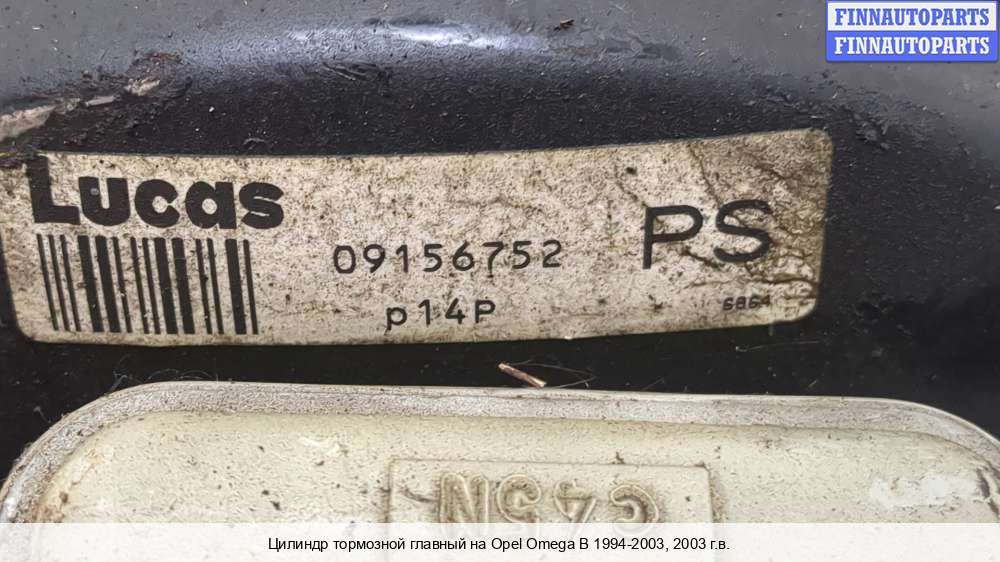 FINNAUTOPARTS
FINNAUTOPARTS
Lucas
09156752
PS
p14P
6864
Цилиндр тормозной главный на Opel Omega B 1994-2003, 2003 г.в.